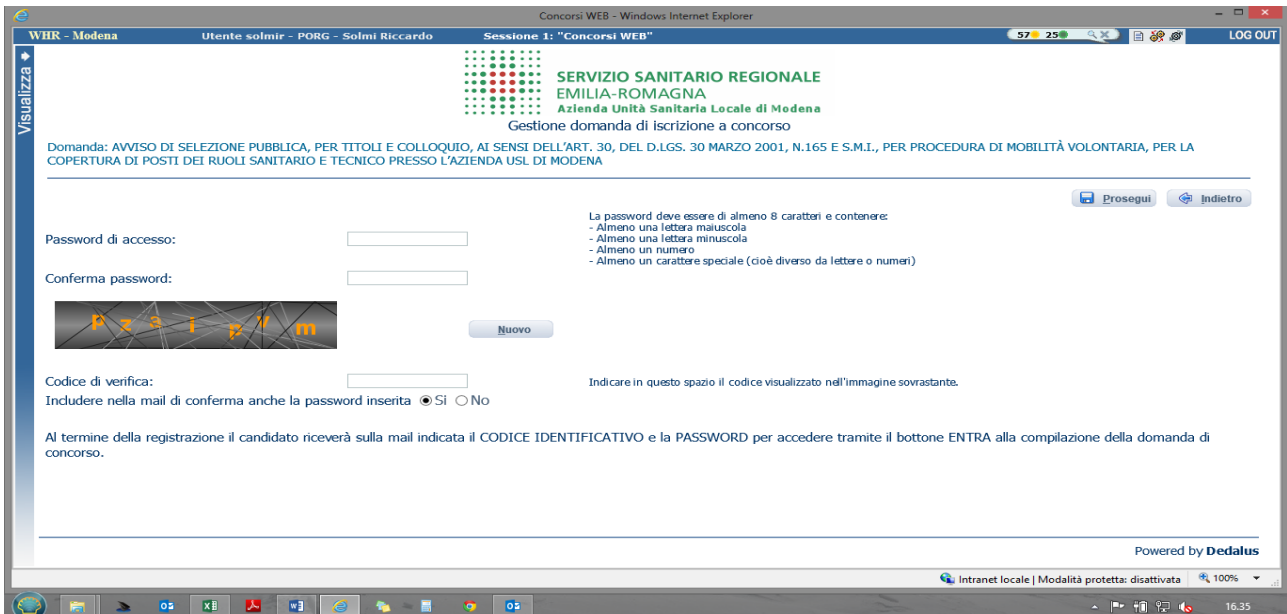 Concorsi WEB - Windows Internet Explorer
WHR - Modena Utente solmir - PORG - Solmi Riccardo Sessione 1: "Concorsi WEB" 57 25 LOG OUT
Visualizza
SERVIZIO SANITARIO REGIONALE
EMILIA-ROMAGNA
Azienda Unità Sanitaria Locale di Modena
Gestione domanda di iscrizione a concorso
Domanda: AVVISO DI SELEZIONE PUBBLICA, PER TITOLI E COLLOQUIO, AI SENSI DELL'ART. 30, DEL D.LGS. 30 MARZO 2001, N.165 E S.M.I., PER PROCEDURA DI MOBILITÀ VOLONTARIA, PER LA
COPERTURA DI POSTI DEI RUOLI SANITARIO E TECNICO PRESSO L'AZIENDA USL DI MODENA
Prosegui Indietro
La password deve essere di almeno 8 caratteri e contenere:
- Almeno una lettera maiuscola
- Almeno una lettera minuscola
- Almeno un numero
- Almeno un carattere speciale (cioè diverso da lettere o numeri)
Password di accesso:
Conferma password:
Nuovo
Codice di verifica: Indicare in questo spazio il codice visualizzato nell'immagine sovrastante.
Includere nella mail di conferma anche la password inserita Si No
Al termine della registrazione il candidato riceverà sulla mail indicata il CODICE IDENTIFICATIVO e la PASSWORD per accedere tramite il bottone ENTRA alla compilazione della domanda di
concorso.
Powered by Dedalus
Intranet locale | Modalità protetta: disattivata 100%
16.35